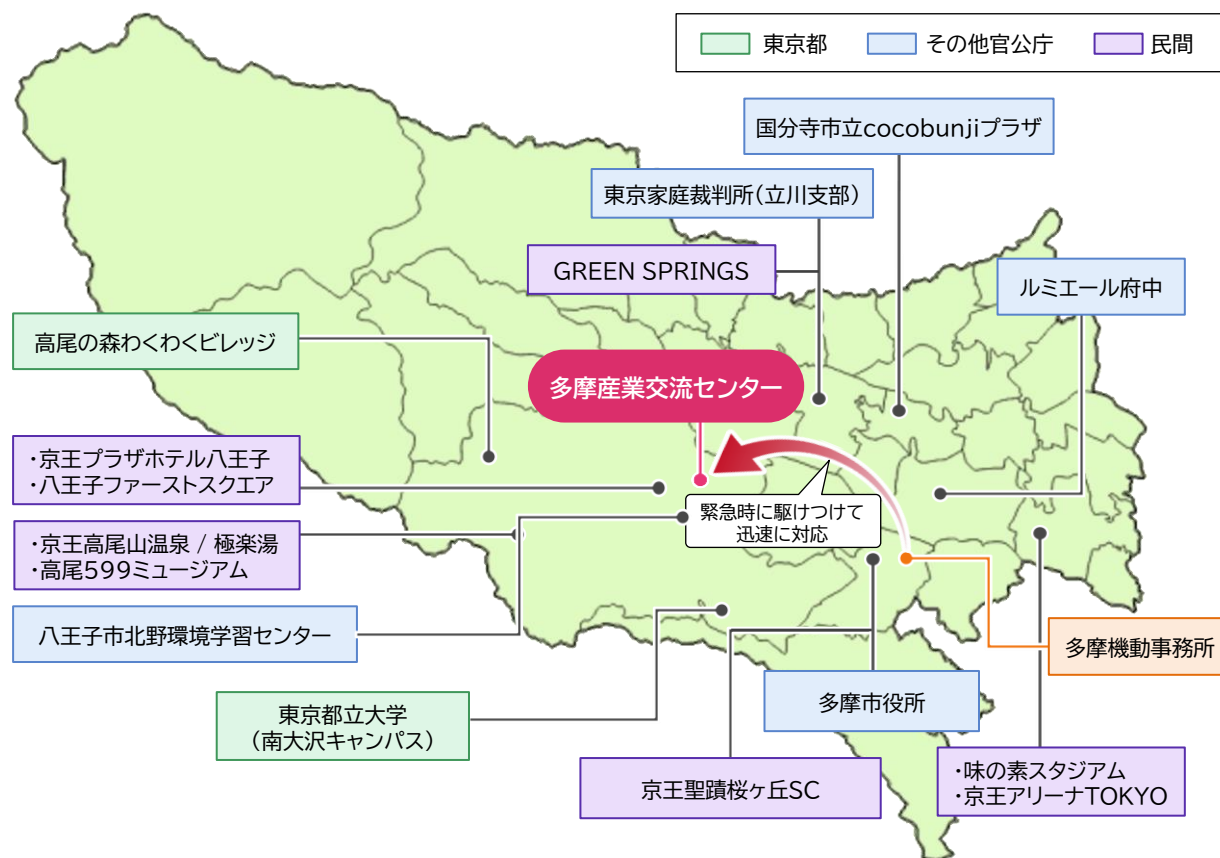 東京都
その他官公庁
民間
国分寺市立cocobunjiプラザ
東京家庭裁判所(立川支部)
GREEN SPRINGS
ルミエール府中
高尾の森わくわくビレッジ
多摩産業交流センター
・京王プラザホテル八王子
・八王子ファーストスクエア
緊急時に駆けつけて
迅速に対応
・京王高尾山温泉 / 極楽湯
・高尾599ミュージアム
八王子市北野環境学習センター
多摩機動事務所
東京都立大学
(南大沢キャンパス)
多摩市役所
京王聖蹟桜ヶ丘SC
・味の素スタジアム
・京王アリーナTOKYO